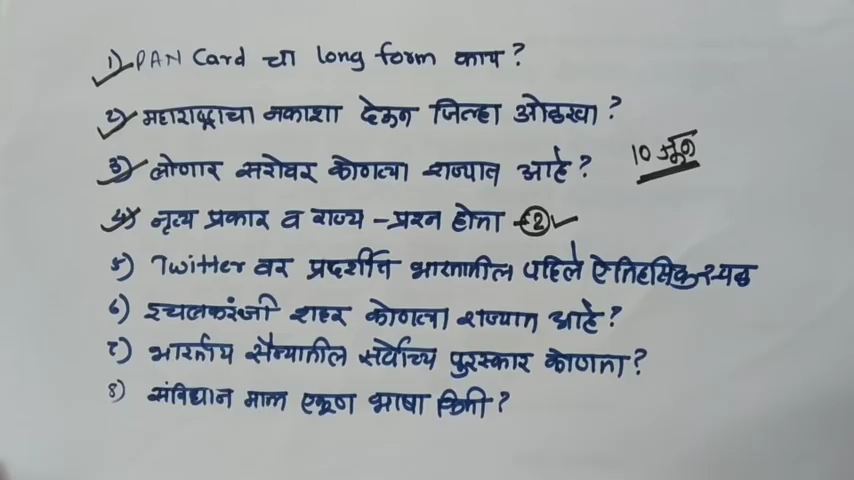 1) PAN Card चा long form काय?
2) महाराष्ट्राचा नकाशा देऊन जिल्हा ओळखा?
3) लोणार सरोवर कोणत्या राज्यात आहे?
10 जून
4) नृत्य प्रकार व राज्य - प्रश्न होता 2
5) Twitter वर प्रदर्शित भारतातील पहिले ऐतिहासिक स्थळ
6) इचलकरंजी शहर कोणत्या राज्यात आहे?
7) भारतीय सैन्यातील सर्वोच्च पुरस्कार कोणता?
8) संविधान मान्य एकूण भाषा किती?